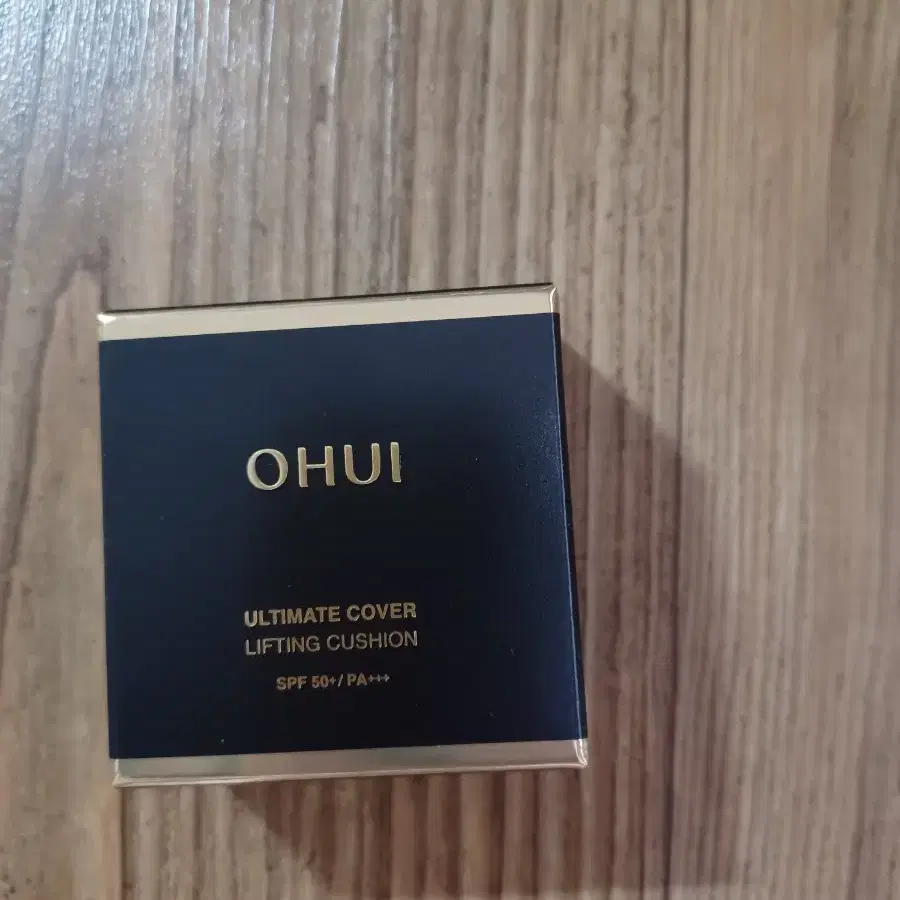 OHUI
ULTIMATE COVER
LIFTING CUSHION
SPF 50+/ PA+++